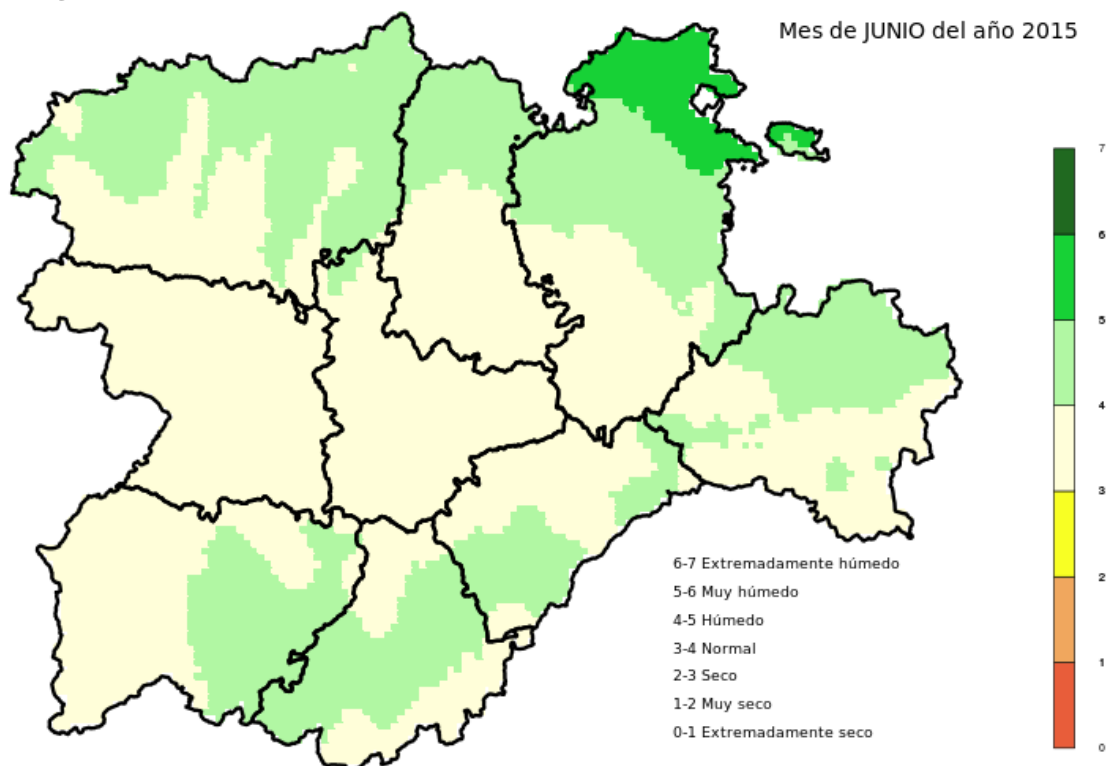 Mes de JUNIO del año 2015
7
6
5
4
3
2
1
0
6-7 Extremadamente húmedo
5-6 Muy húmedo
4-5 Húmedo
3-4 Normal
2-3 Seco
1-2 Muy seco
0-1 Extremadamente seco